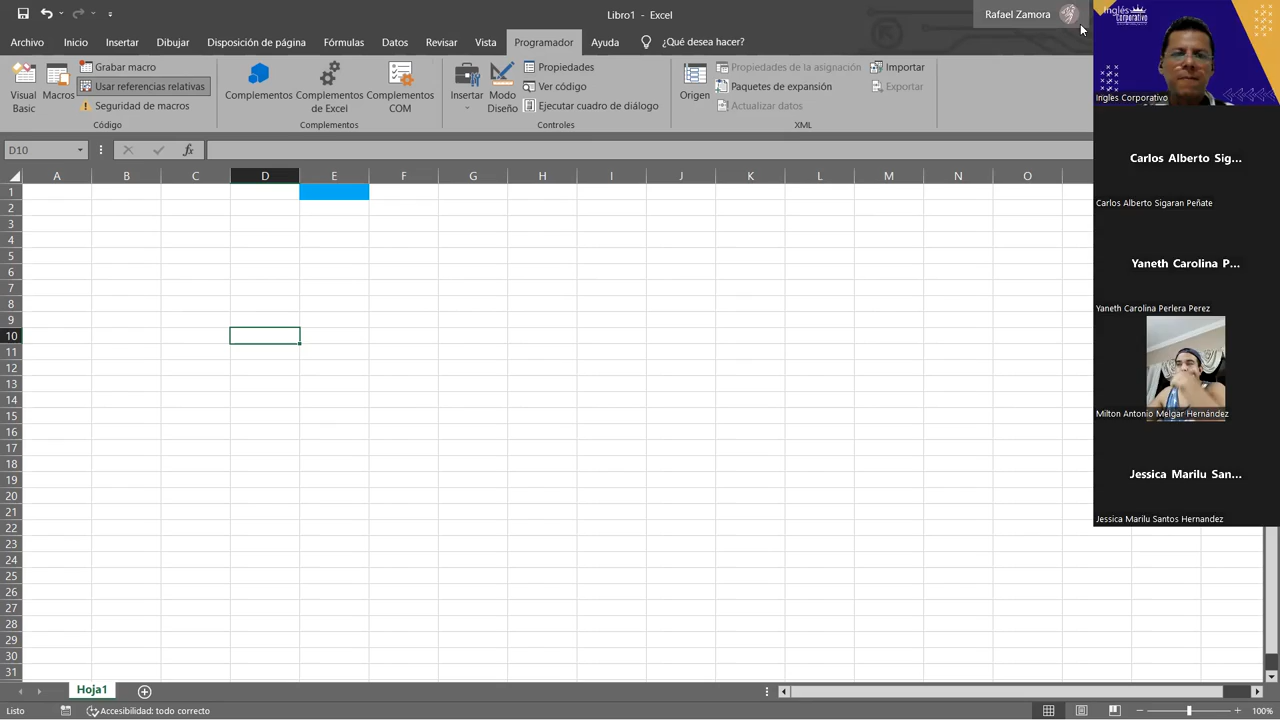 Libro1 - Excel
Rafael Zamora
Archivo Inicio Insertar Dibujar Disposición de página Fórmulas Datos Revisar Vista Programador Ayuda ¿Qué desea hacer?
Visual Basic
Macros
Grabar macro
Usar referencias relativas
Seguridad de macros
Código
Complementos
Complementos de Excel
Complementos COM
Complementos
Insertar
Modo Diseño
Propiedades
Ver código
Ejecutar cuadro de diálogo
Controles
Origen
Propiedades de la asignación
Paquetes de expansión
Actualizar datos
Importar
Exportar
XML
D10
fx
A B C D E F G H I J K L M N O
1
2
3
4
5
6
7
8
9
10
11
12
13
14
15
16
17
18
19
20
21
22
23
24
25
26
27
28
29
30
31
Hoja1
Listo
Accesibilidad: todo correcto
100%
Inglés
Corporativo
Ingles Corporativo
Carlos Alberto Sig...
Carlos Alberto Sigaran Peñate
Yaneth Carolina P...
Yaneth Carolina Perlera Perez
Milton Antonio Melgar Hernández
Jessica Marilu San...
Jessica Marilu Santos Hernandez